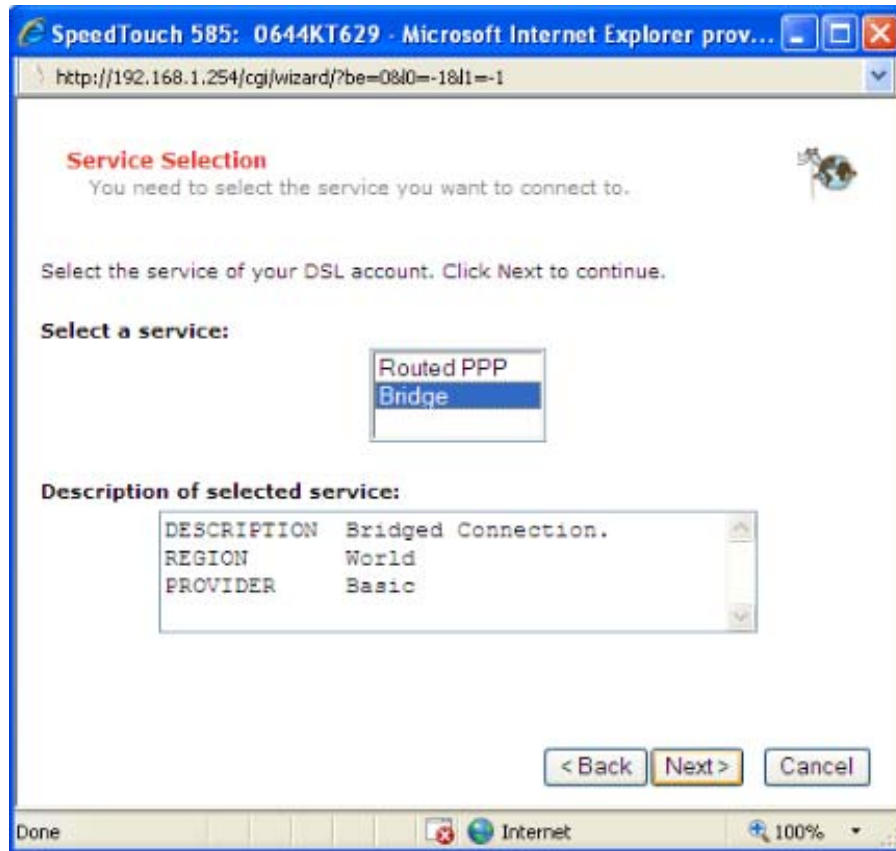 SpeedTouch 585: 0644KT629 - Microsoft Internet Explorer prov...
http://192.168.1.254/cgi/wizard/?be=0&l0=-1&l1=-1
Service Selection
You need to select the service you want to connect to.
Select the service of your DSL account. Click Next to continue.
Select a service:
Routed PPP
Bridge
Description of selected service:
DESCRIPTION Bridged Connection.
REGION World
PROVIDER Basic
< Back Next > Cancel
Done Internet 100%